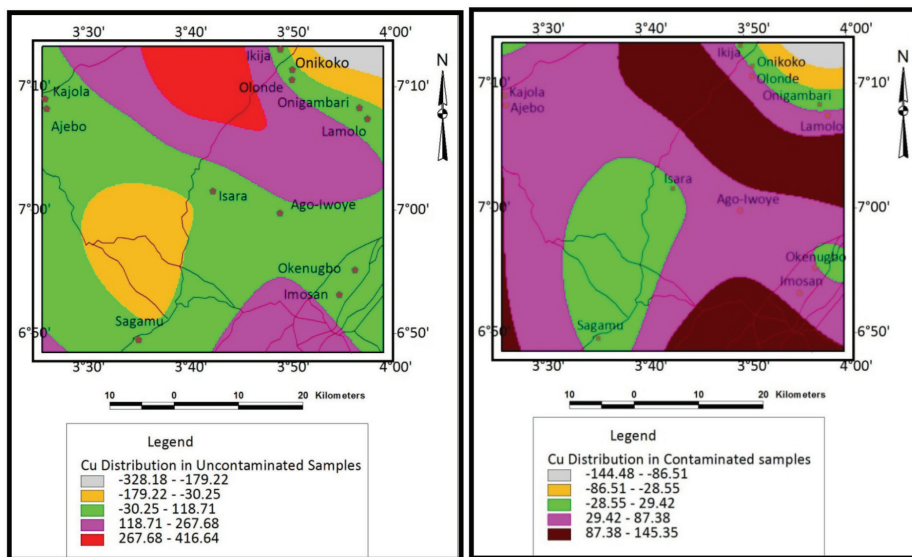 3°30' 3°40' 3°50' 4°00'
Ikija
Onikoko
7°10' 7°10'
Olonde
Kajola
Onigambari
Ajebo
Lamolo
N
Isara
7°00' 7°00'
Ago-Iwoye
Okenugbo
Imosan
Sagamu
6°50' 6°50'
3°30' 3°40' 3°50' 4°00'
10 0 10 20 Kilometers
Legend
Cu Distribution in Uncontaminated Samples
-328.18 - -179.22
-179.22 - -30.25
-30.25 - 118.71
118.71 - 267.68
267.68 - 416.64
3°30' 3°40' 3°50' 4°00'
Ikija
Onikoko
7°10' 7°10'
Olonde
Kajola
Onigambari
Ajebo
Lamolo
N
Isara
7°00' 7°00'
Ago-Iwoye
Okenugbo
Imosan
Sagamu
6°50' 6°50'
3°30' 3°40' 3°50' 4°00'
10 0 10 20 Kilometers
Legend
Cu Distribution in Contaminated samples
-144.48 - -86.51
-86.51 - -28.55
-28.55 - 29.42
29.42 - 87.38
87.38 - 145.35